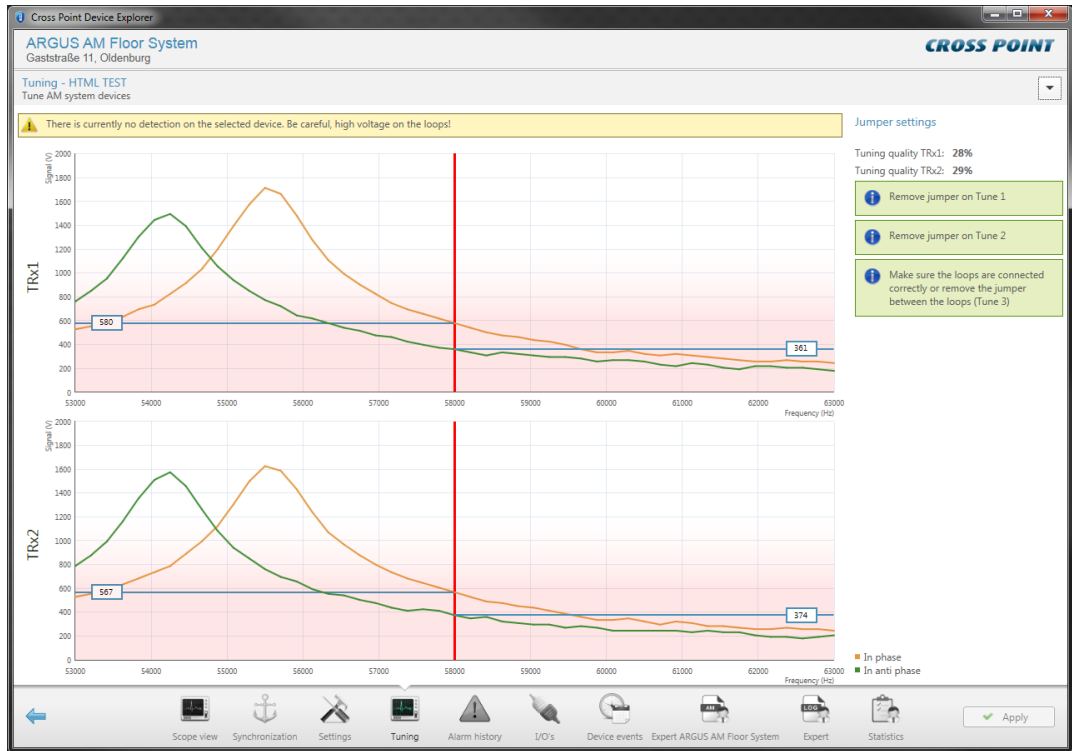 Cross Point Device Explorer
ARGUS AM Floor System
Gaststraße 11, Oldenburg
CROSS POINT
Tuning - HTML TEST
Tune AM system devices
There is currently no detection on the selected device. Be careful, high voltage on the loops!
Jumper settings
Tuning quality TRx1: 28%
Tuning quality TRx2: 29%
Remove jumper on Tune 1
Remove jumper on Tune 2
Make sure the loops are connected
correctly or remove the jumper
between the loops (Tune 3)
TRx1
Signal (V)
2000
1800
1600
1400
1200
1000
800
600
400
200
0
580
361
53000 54000 55000 56000 57000 58000 59000 60000 61000 62000 63000
Frequency (Hz)
TRx2
Signal (V)
2000
1800
1600
1400
1200
1000
800
600
400
200
0
567
374
53000 54000 55000 56000 57000 58000 59000 60000 61000 62000 63000
Frequency (Hz)
In phase
In anti phase
Scope view Synchronization Settings Tuning Alarm history I/O's Device events Expert ARGUS AM Floor System Expert Statistics
AM
LOG
Apply